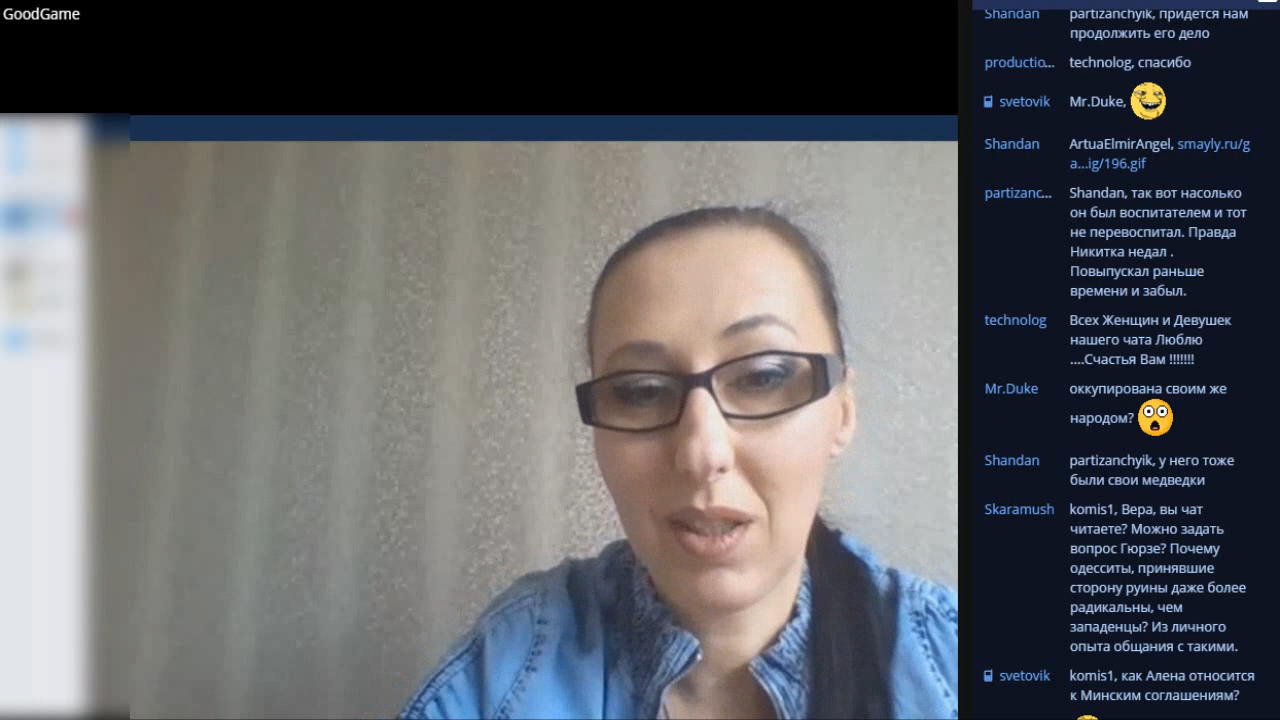 GoodGame
Shandan partizanchyik, придется нам
продолжить его дело
productio... technolog, спасибо
svetovik Mr.Duke,
Shandan ArtuaElmirAngel, smayly.ru/g
a...ig/196.gif
partizanc... Shandan, так вот насолько
он был воспитателем и тот
не перевоспитал. Правда
Никитка недал .
Повыпускал раньше
времени и забыл.
technolog Всех Женщин и Девушек
нашего чата Люблю
....Счастья Вам !!!!!!!
Mr.Duke оккупирована своим же
народом?
Shandan partizanchyik, у него тоже
были свои медведки
Skaramush komis1, Вера, вы чат
читаете? Можно задать
вопрос Гюрзе? Почему
одесситы, принявшие
сторону руины даже более
радикальны, чем
западенцы? Из личного
опыта общания с такими.
svetovik komis1, как Алена относится
к Минским соглашениям?